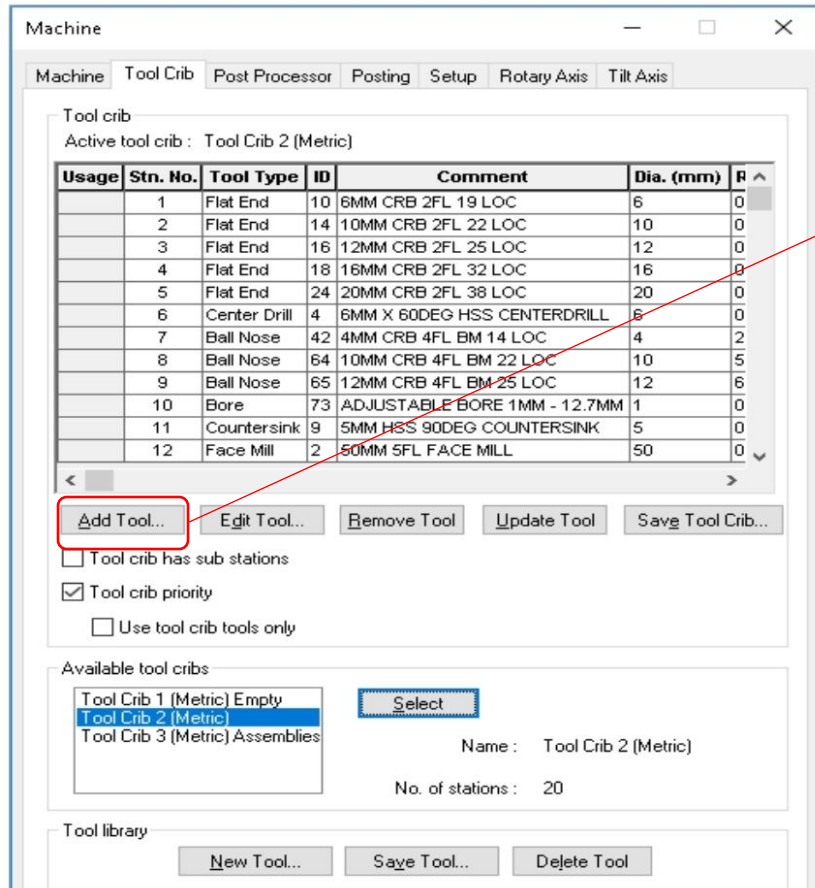 Machine
Machine Tool Crib Post Processor Posting Setup Rotary Axis Tilt Axis
Tool crib
Active tool crib : Tool Crib 2 (Metric)
Usage Stn. No. Tool Type ID Comment Dia. (mm) R
1 Flat End 10 6MM CRB 2FL 19 LOC 6 0
2 Flat End 14 10MM CRB 2FL 22 LOC 10 0
3 Flat End 16 12MM CRB 2FL 25 LOC 12 0
4 Flat End 18 16MM CRB 2FL 32 LOC 16 0
5 Flat End 24 20MM CRB 2FL 38 LOC 20 0
6 Center Drill 4 6MM X 60DEG HSS CENTERDRILL 6 0
7 Ball Nose 42 4MM CRB 4FL BM 14 LOC 4 2
8 Ball Nose 64 10MM CRB 4FL BM 22 LOC 10 5
9 Ball Nose 65 12MM CRB 4FL BM 25 LOC 12 6
10 Bore 73 ADJUSTABLE BORE 1MM - 12.7MM 1 0
11 Countersink 9 5MM HSS 90DEG COUNTERSINK 5 0
12 Face Mill 2 50MM 5FL FACE MILL 50 0
Add Tool... Edit Tool... Remove Tool Update Tool Save Tool Crib...
Tool crib has sub stations
Tool crib priority
Use tool crib tools only
Available tool cribs
Tool Crib 1 (Metric) Empty
Tool Crib 2 (Metric)
Tool Crib 3 (Metric) Assemblies
Select
Name : Tool Crib 2 (Metric)
No. of stations : 20
Tool library
New Tool... Save Tool... Delete Tool